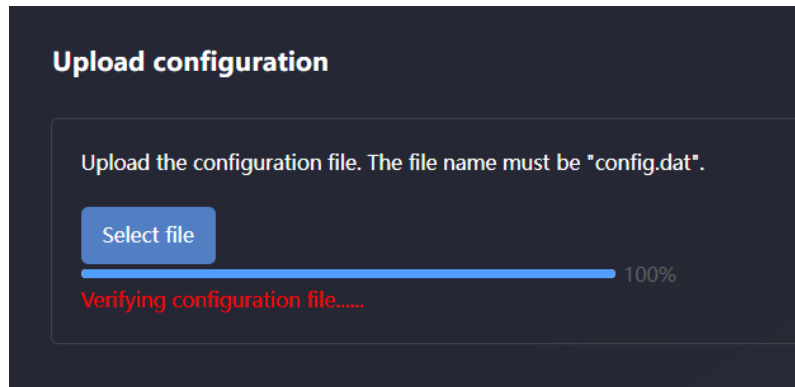 Upload configuration
Upload the configuration file. The file name must be "config.dat".
Select file
100%
Verifying configuration file......